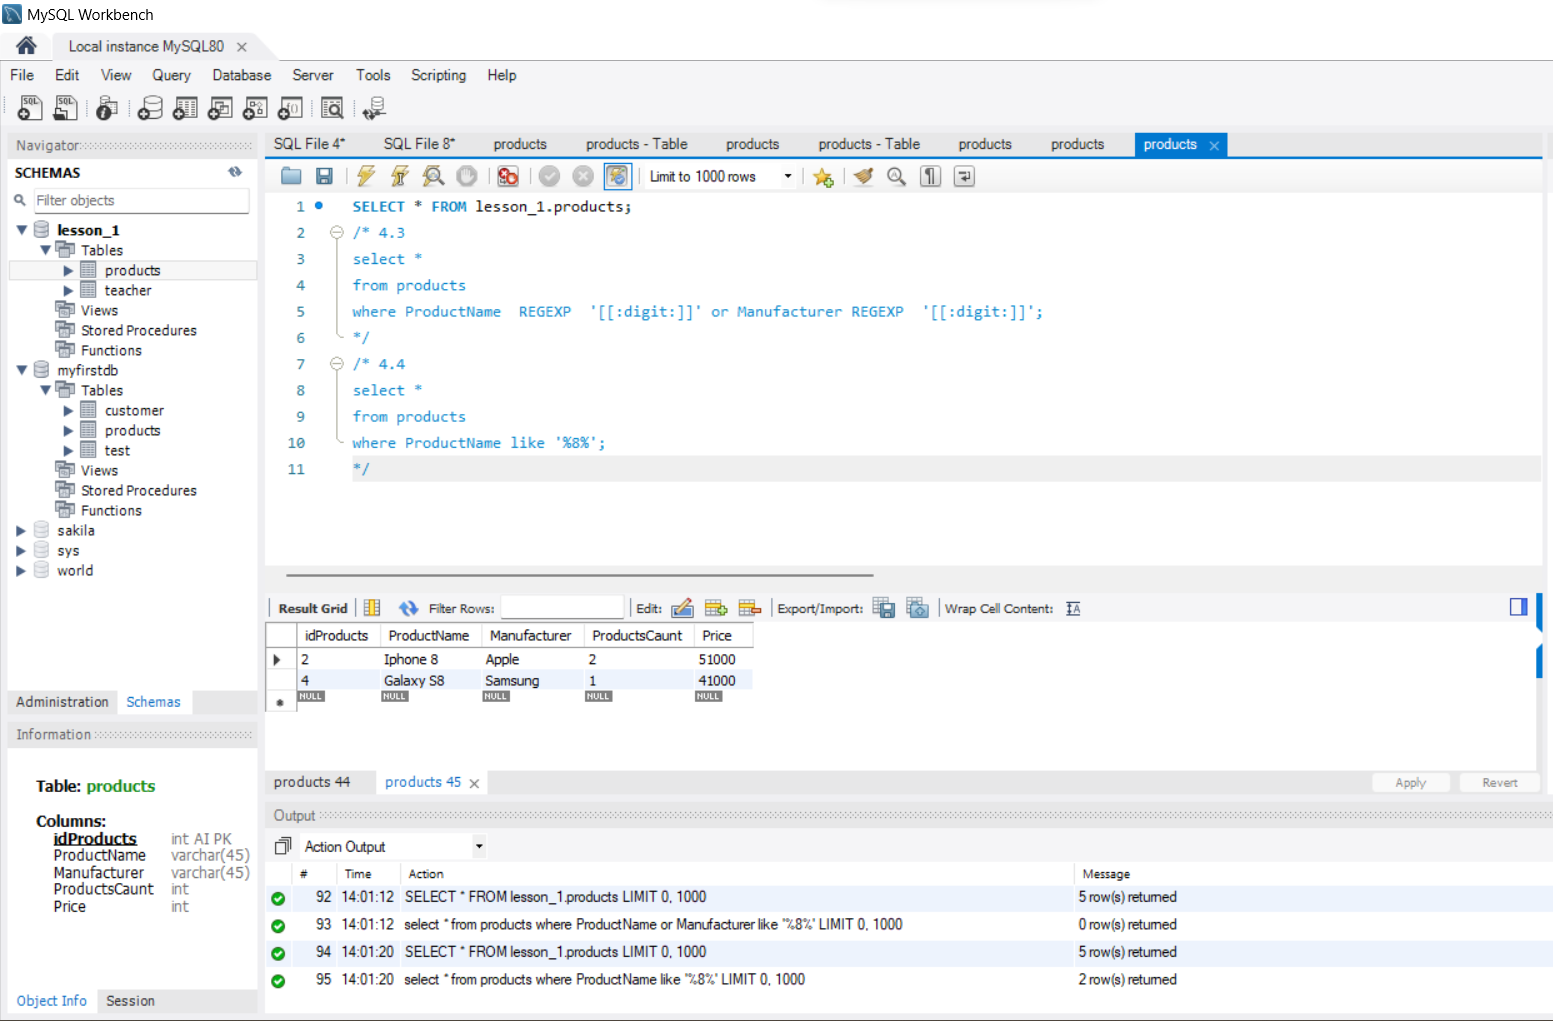 MySQL Workbench
Local instance MySQL80
File Edit View Query Database Server Tools Scripting Help
Navigator
SCHEMAS
Filter objects
lesson_1
Tables
products
teacher
Views
Stored Procedures
Functions
myfirstdb
Tables
customer
products
test
Views
Stored Procedures
Functions
sakila
sys
world
Administration Schemas
Information
Table: products
Columns:
idProducts int AI PK
ProductName varchar(45)
Manufacturer varchar(45)
ProductsCaunt int
Price int
Object Info Session
SQL File 4* SQL File 8* products products - Table products products - Table products products products
Limit to 1000 rows
1 SELECT * FROM lesson_1.products;
2 /* 4.3
3 select *
4 from products
5 where ProductName  REGEXP  '[[:digit:]]' or Manufacturer REGEXP  '[[:digit:]]';
6 */
7 /* 4.4
8 select *
9 from products
10 where ProductName like '%8%';
11 */
Result Grid Filter Rows: Edit: Export/Import: Wrap Cell Content:
idProducts ProductName Manufacturer ProductsCaunt Price
2 Iphone 8 Apple 2 51000
4 Galaxy S8 Samsung 1 41000
NULL NULL NULL NULL NULL
products 44 products 45 Apply Revert
Output
Action Output
# Time Action Message
92 14:01:12 SELECT * FROM lesson_1.products LIMIT 0, 1000 5 row(s) returned
93 14:01:12 select * from products where ProductName or Manufacturer like '%8%' LIMIT 0, 1000 0 row(s) returned
94 14:01:20 SELECT * FROM lesson_1.products LIMIT 0, 1000 5 row(s) returned
95 14:01:20 select * from products where ProductName like '%8%' LIMIT 0, 1000 2 row(s) returned